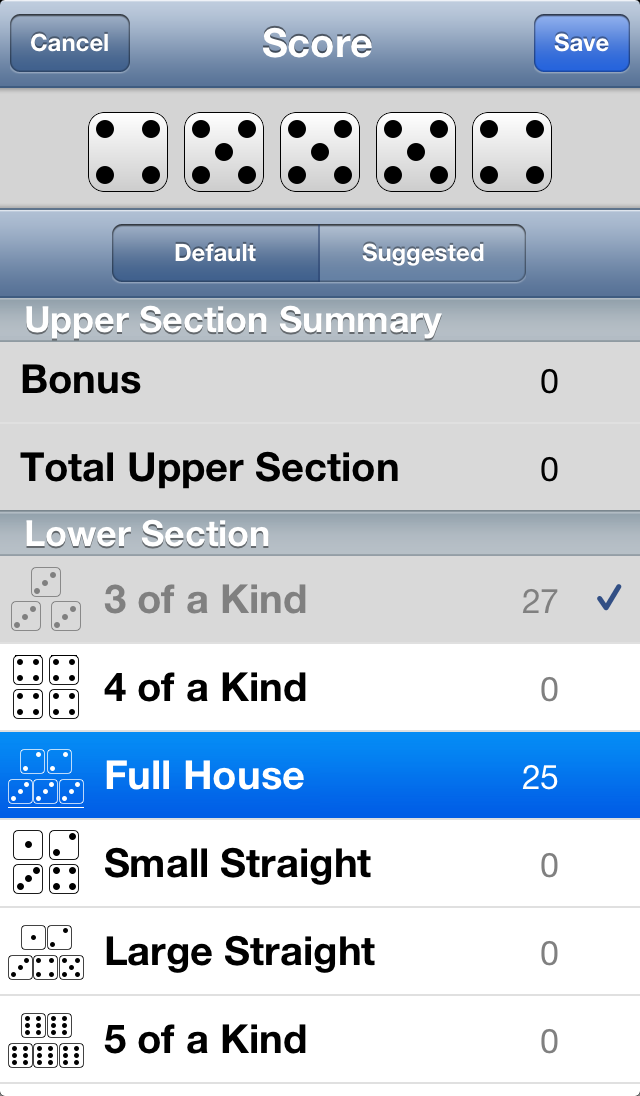 Cancel Score Save
Default Suggested
Upper Section Summary
Bonus 0
Total Upper Section 0
Lower Section
3 of a Kind 27
4 of a Kind 0
Full House 25
Small Straight 0
Large Straight 0
5 of a Kind 0